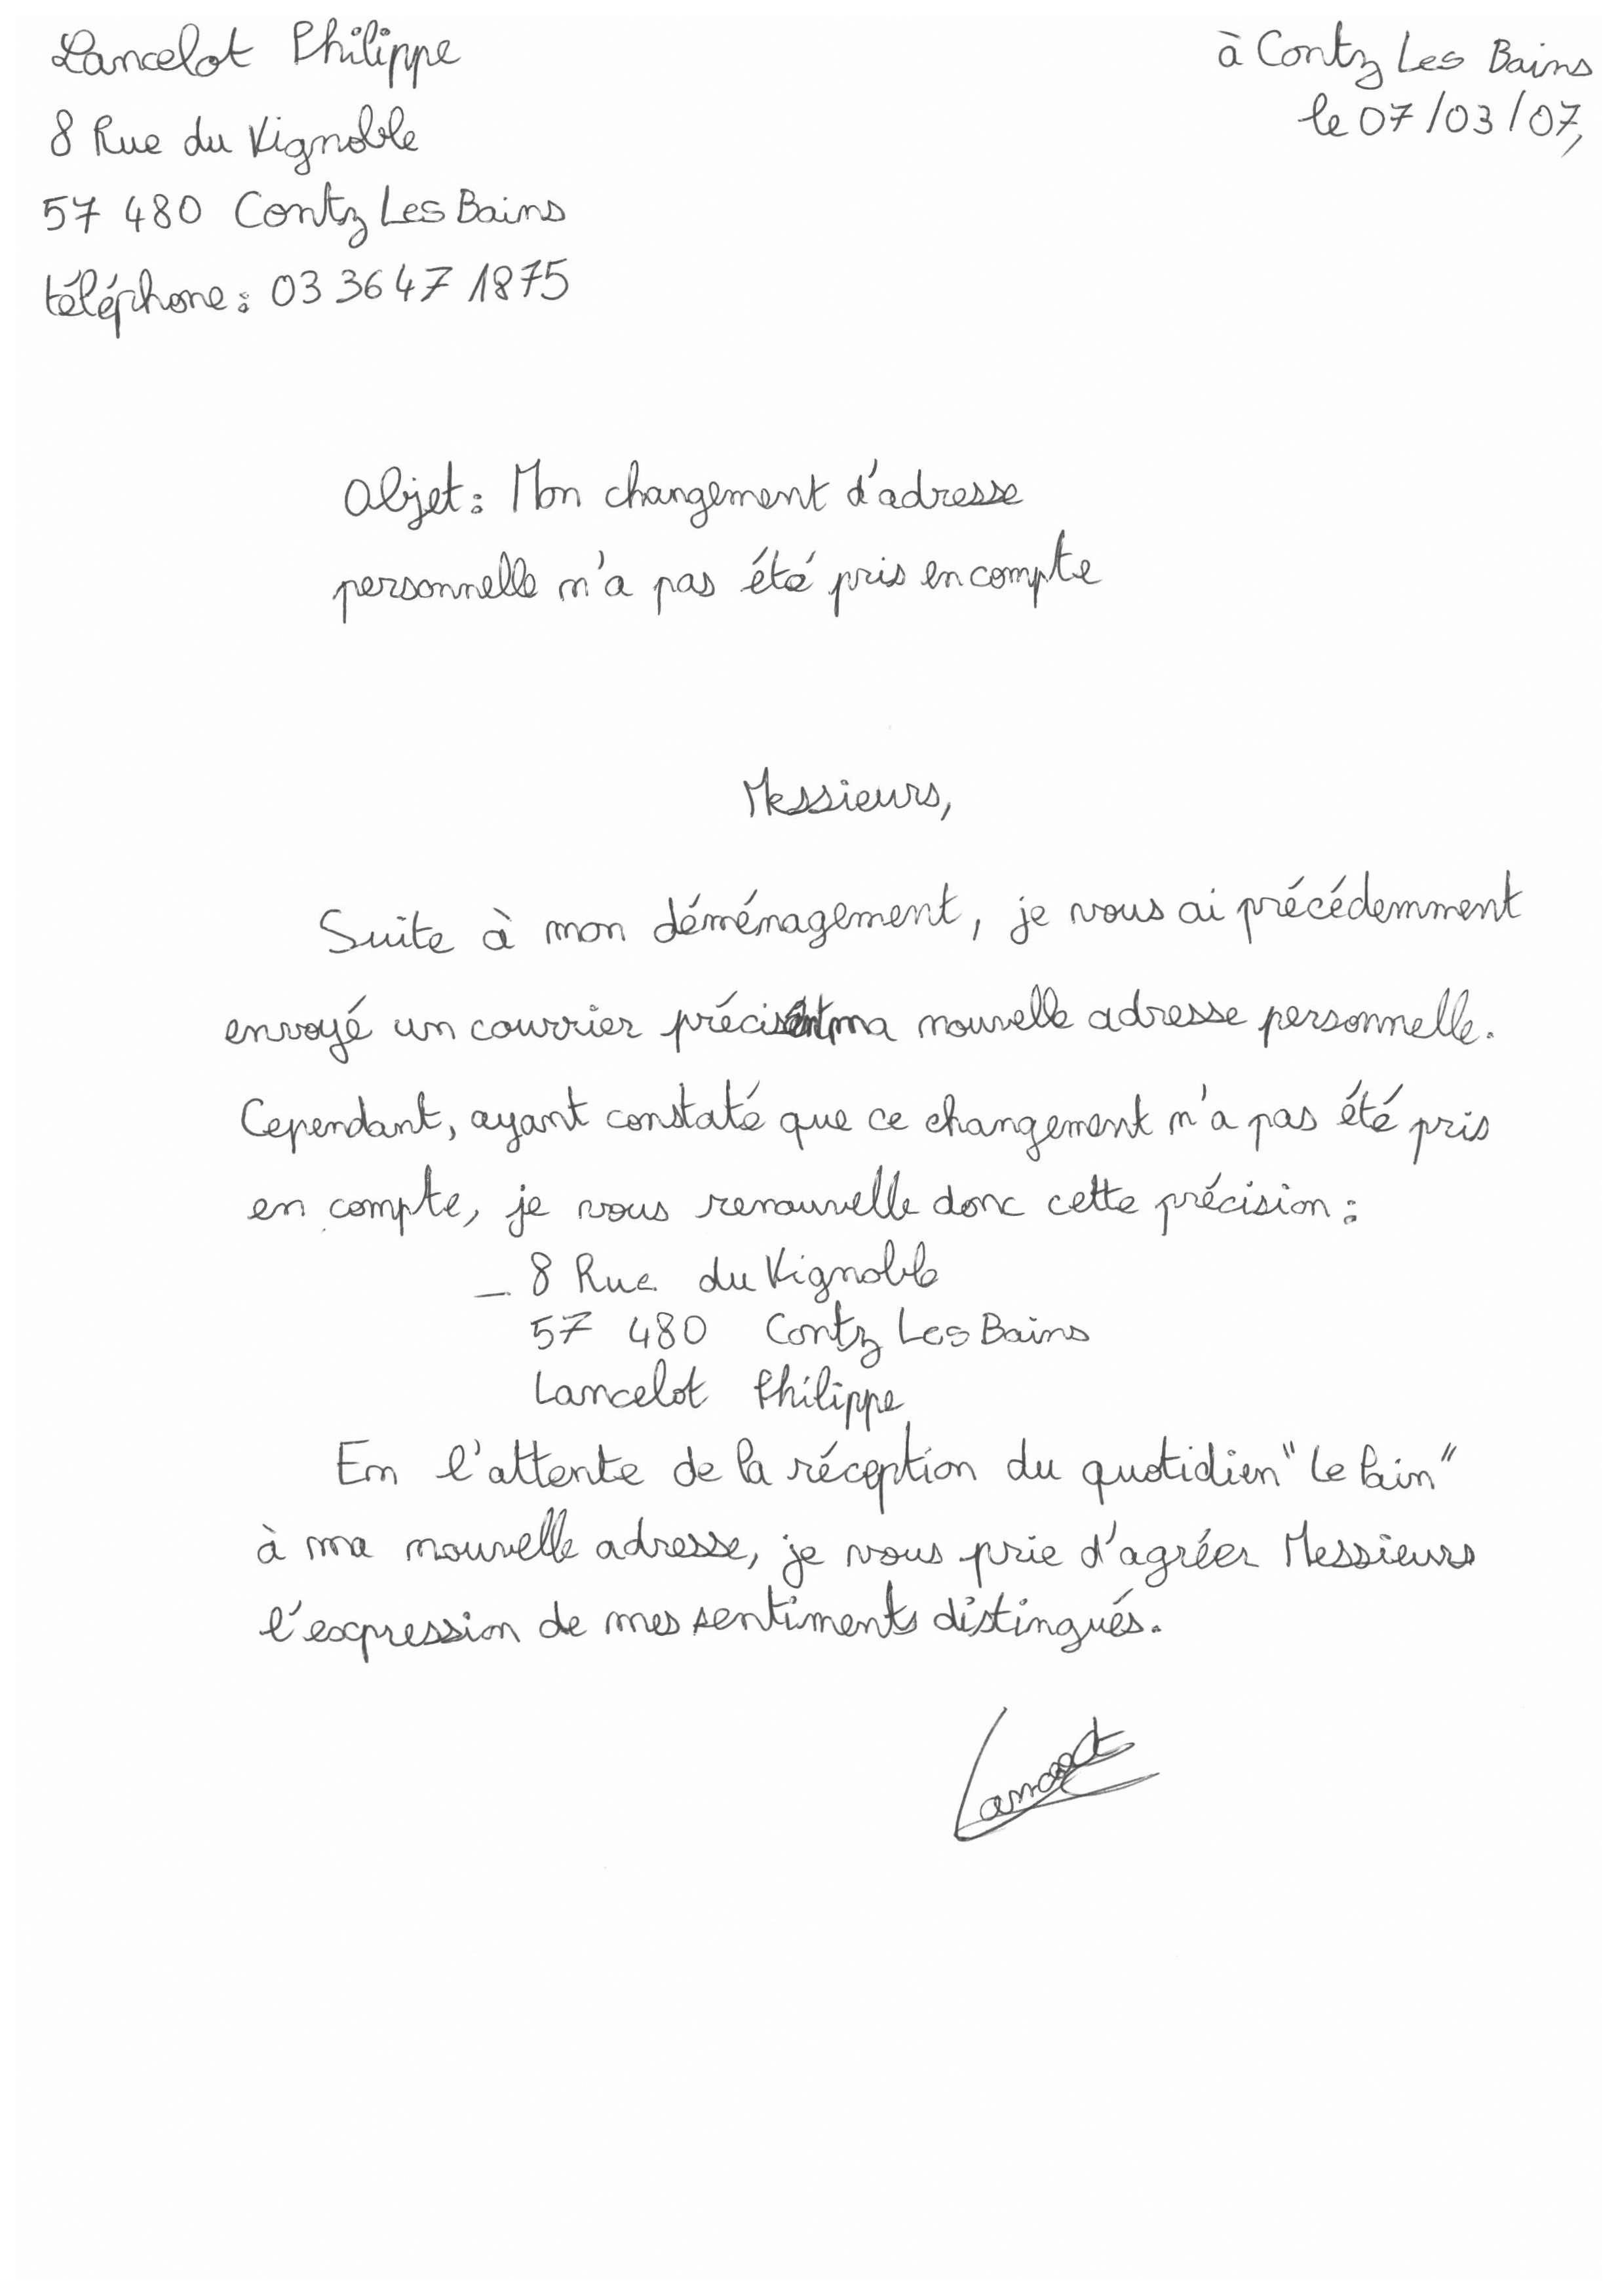 Lancelot Philippe
à Contz Les Bains
8 Rue du Vignoble
le 07/03/07,
57 480 Contz Les Bains
téléphone : 03 36 47 1875
Objet : Mon changement d'adresse
personnelle n'a pas été pris en compte
Messieurs,
Suite à mon déménagement, je vous ai précédemment
envoyé un courrier précisant ma nouvelle adresse personnelle.
Cependant, ayant constaté que ce changement n'a pas été pris
en compte, je vous renouvelle donc cette précision :
_ 8 Rue du Vignoble
57 480 Contz Les Bains
Lancelot Philippe
En l'attente de la réception du quotidien "Le Pain"
à ma nouvelle adresse, je vous prie d'agréer Messieurs
l'expression de mes sentiments distingués.
Lancelot